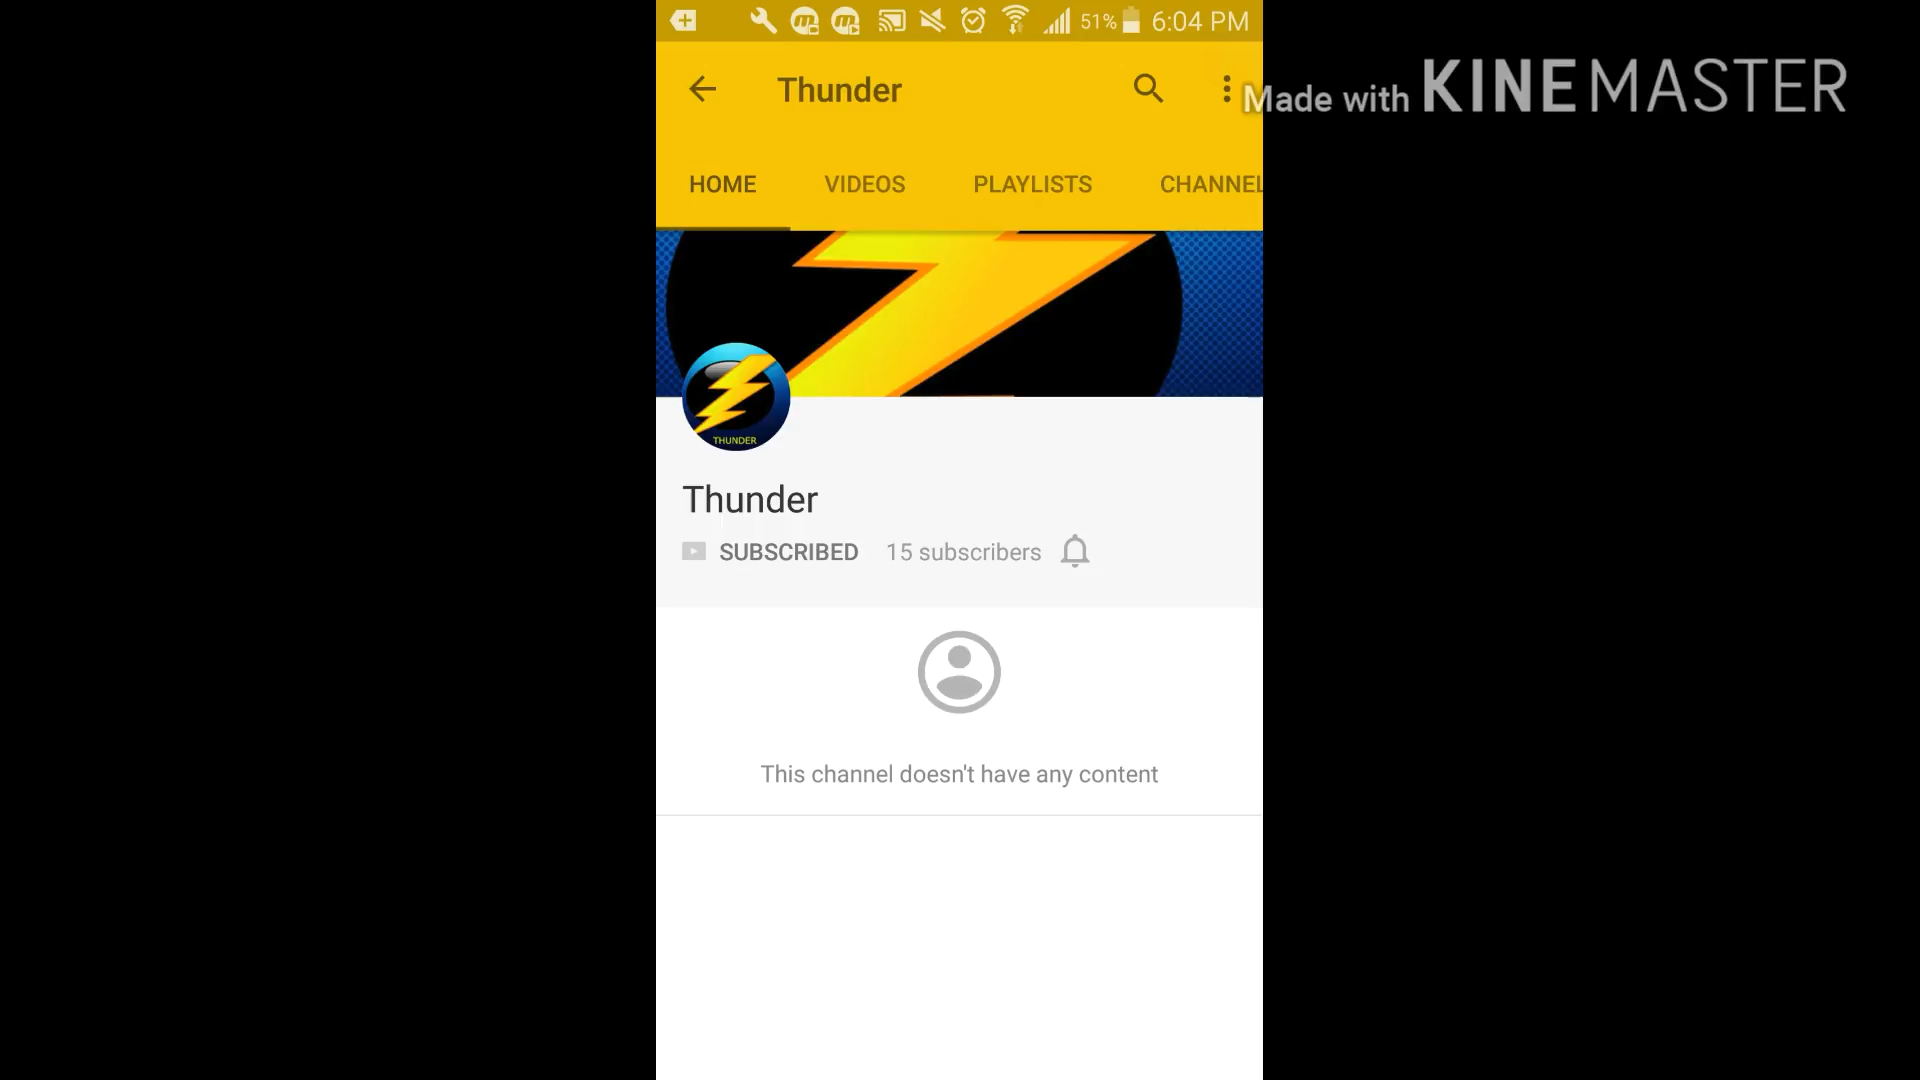 51% 6:04 PM
Thunder
Made with KINEMASTER
HOME VIDEOS PLAYLISTS CHANNEL
THUNDER
Thunder
SUBSCRIBED 15 subscribers
This channel doesn't have any content